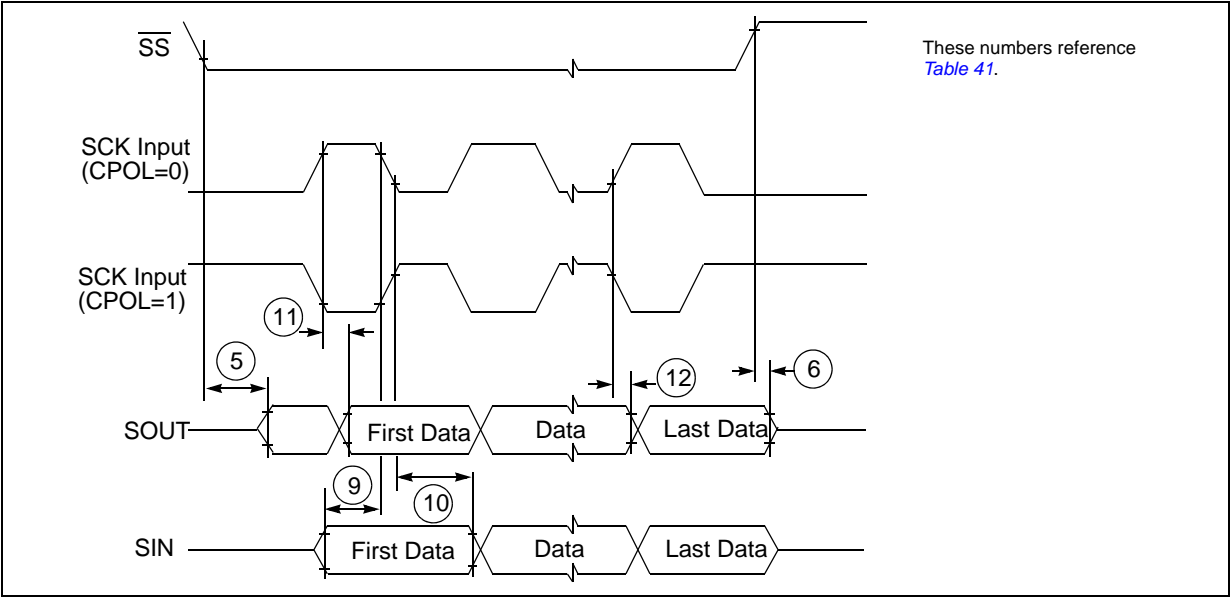 SS
These numbers reference
Table 41.
SCK Input
(CPOL=0)
SCK Input
(CPOL=1)
11
5
12
6
SOUT
First Data
Data
Last Data
9
10
SIN
First Data
Data
Last Data